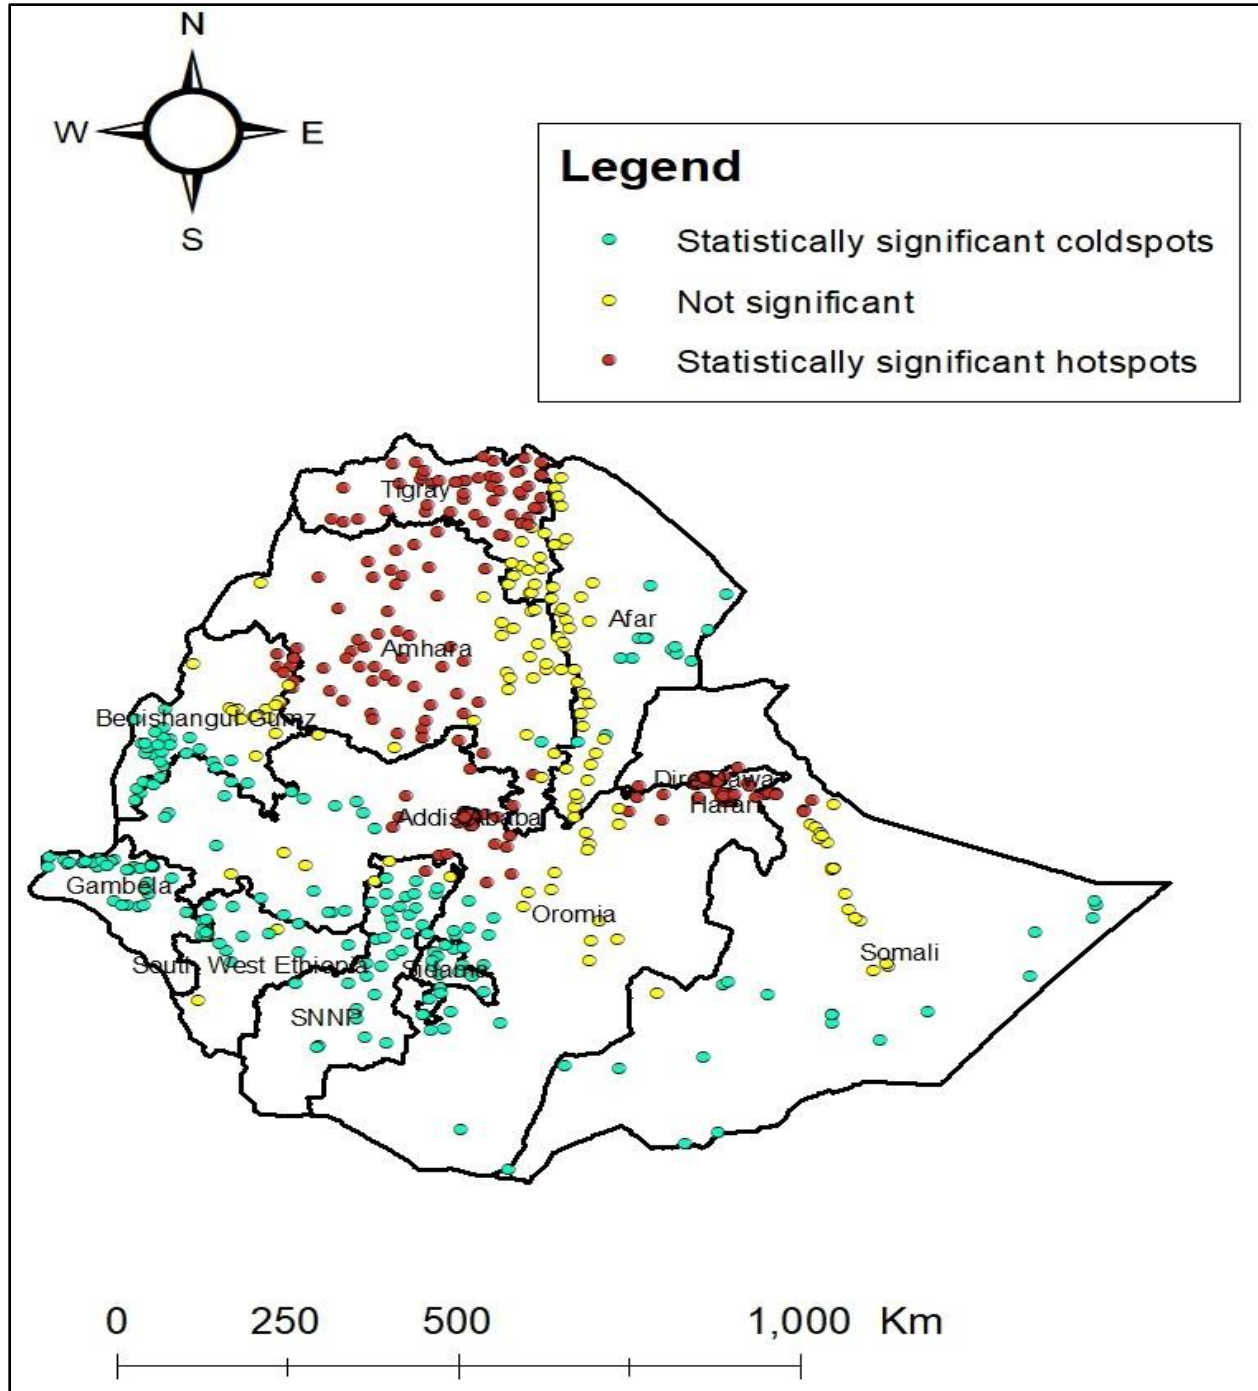 N
W E
S
Legend
Statistically significant coldspots
Not significant
Statistically significant hotspots
Tigray
Afar
Amhara
Benishangul Gumz
Dire Dawa
Harari
Addis Ababa
Gambela
Oromia
South West Ethiopia
Sidama
Somali
SNNP
0 250 500 1,000 Km